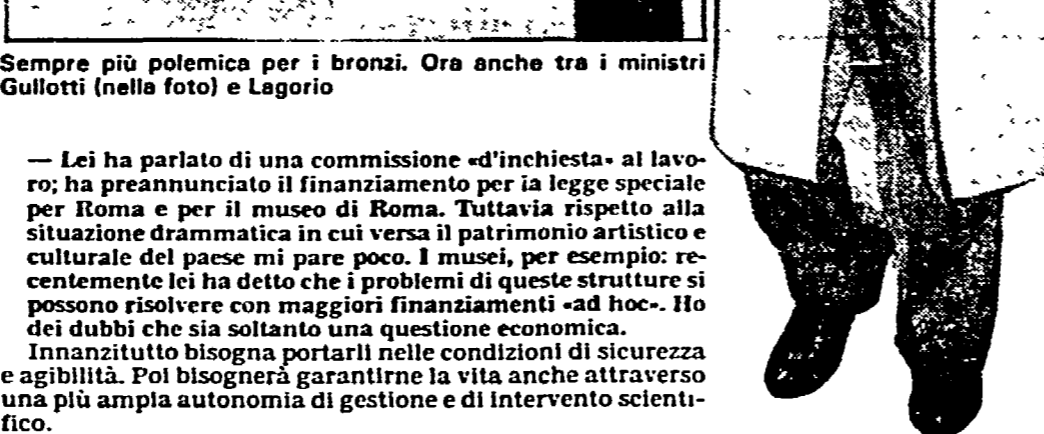 Sempre più polemica per i bronzi. Ora anche tra i ministri
Gullotti (nella foto) e Lagorio
— Lei ha parlato di una commissione «d'inchiesta» al lavo-
ro; ha preannunciato il finanziamento per la legge speciale
per Roma e per il museo di Roma. Tuttavia rispetto alla
situazione drammatica in cui versa il patrimonio artistico e
culturale del paese mi pare poco. I musei, per esempio: re-
centemente lei ha detto che i problemi di queste strutture si
possono risolvere con maggiori finanziamenti «ad hoc». Ho
dei dubbi che sia soltanto una questione economica.
Innanzitutto bisogna portarli nelle condizioni di sicurezza
e agibilità. Poi bisognerà garantirne la vita anche attraverso
una più ampia autonomia di gestione e di intervento scienti-
fico.